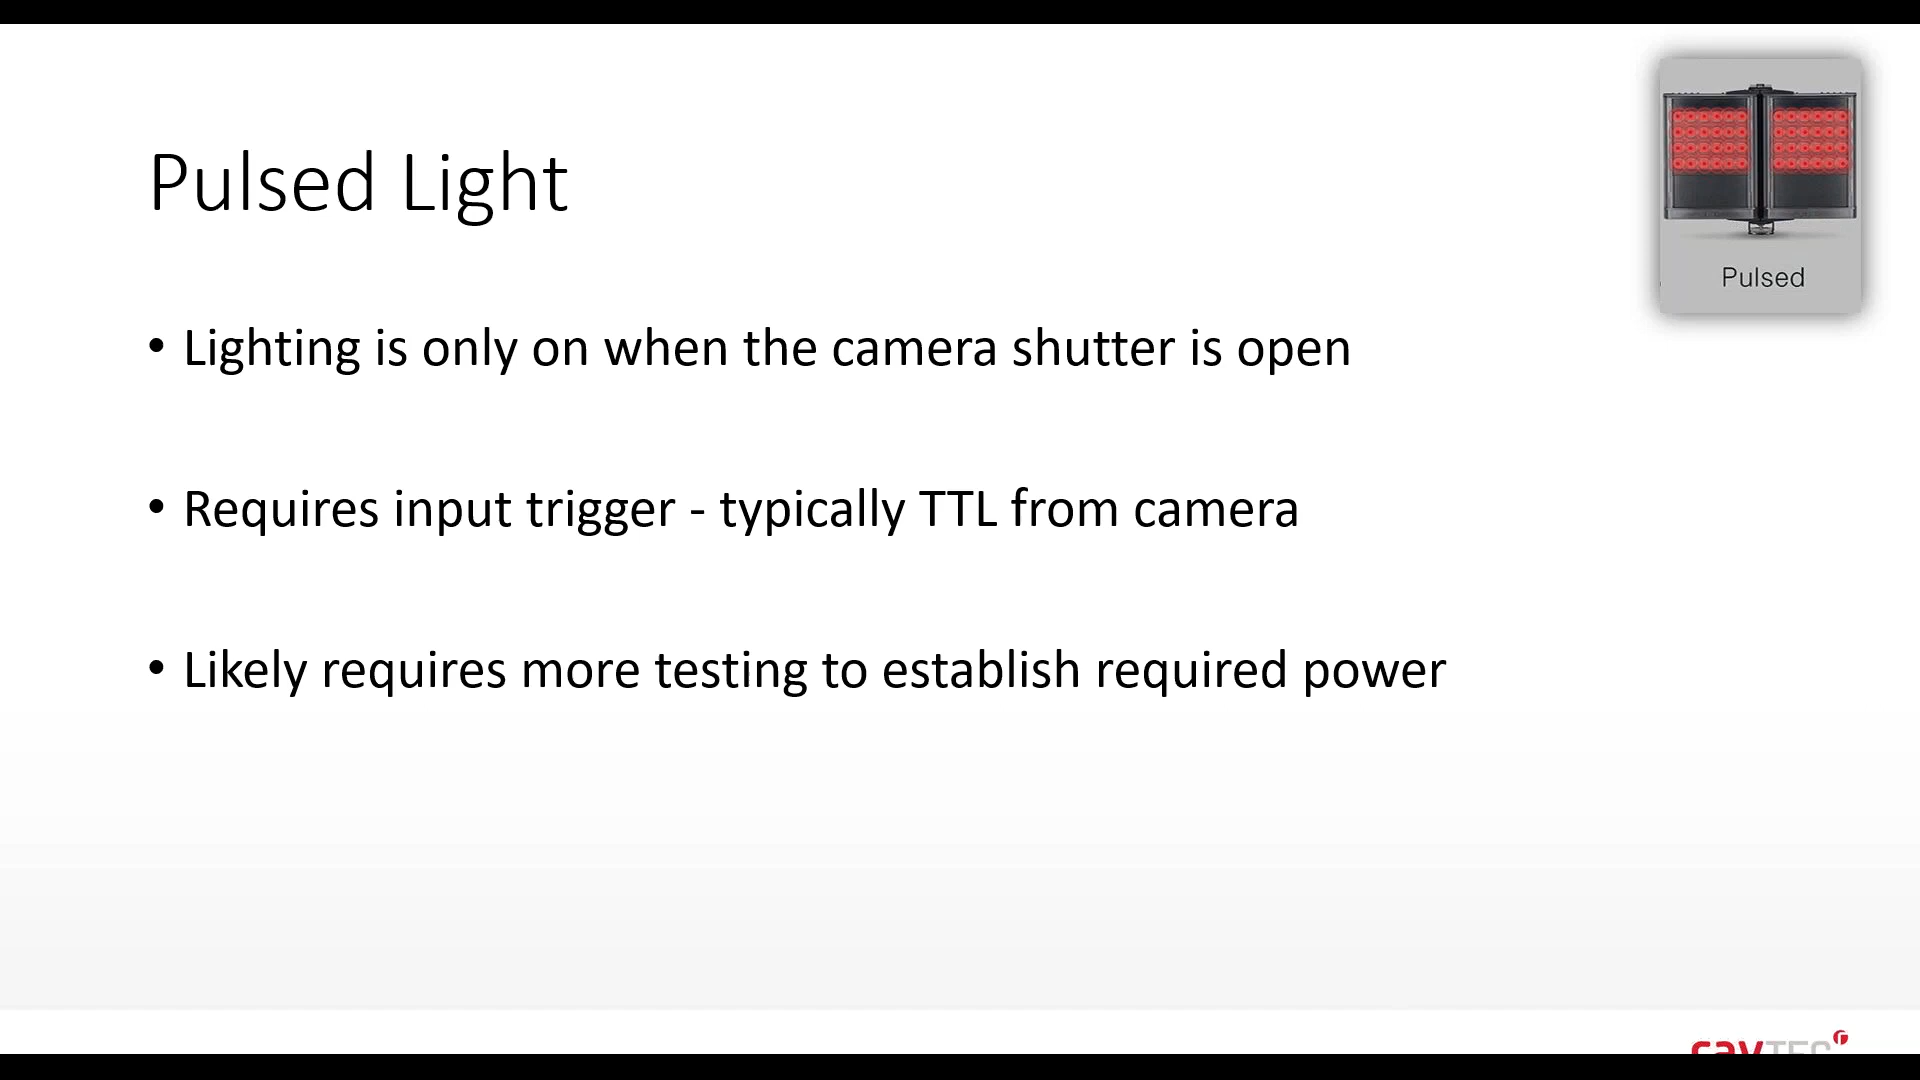 Pulsed Light
Pulsed
• Lighting is only on when the camera shutter is open
• Requires input trigger - typically TTL from camera
• Likely requires more testing to establish required power
rayTEC